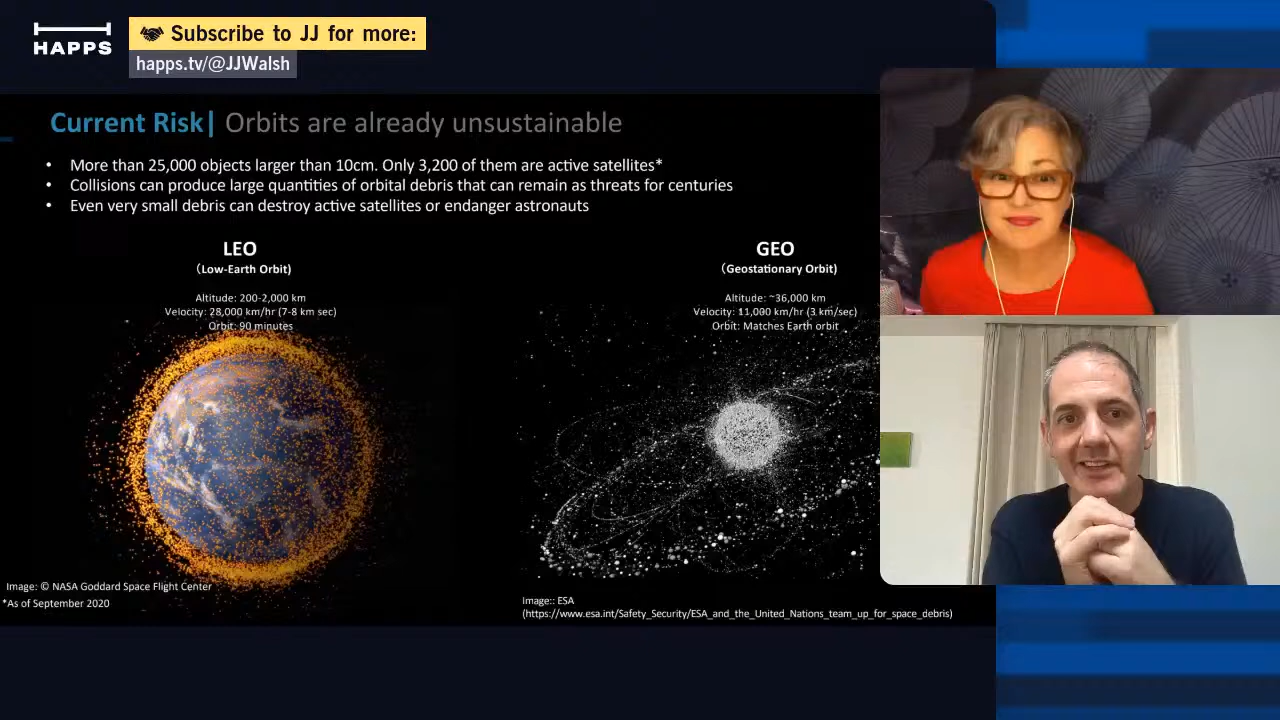 HAPPS
Subscribe to JJ for more:
happs.tv/@JJWalsh
Current Risk| Orbits are already unsustainable
• More than 25,000 objects larger than 10cm. Only 3,200 of them are active satellites*
• Collisions can produce large quantities of orbital debris that can remain as threats for centuries
• Even very small debris can destroy active satellites or endanger astronauts
LEO
(Low-Earth Orbit)
Altitude: 200-2,000 km
Velocity: 28,000 km/hr (7-8 km sec)
Orbit: 90 minutes
GEO
(Geostationary Orbit)
Altitude: ~36,000 km
Velocity: 11,000 km/hr (3 km/sec)
Orbit: Matches Earth orbit
Image: © NASA Goddard Space Flight Center
*As of September 2020
Image:: ESA
(https://www.esa.int/Safety_Security/ESA_and_the_United_Nations_team_up_for_space_debris)